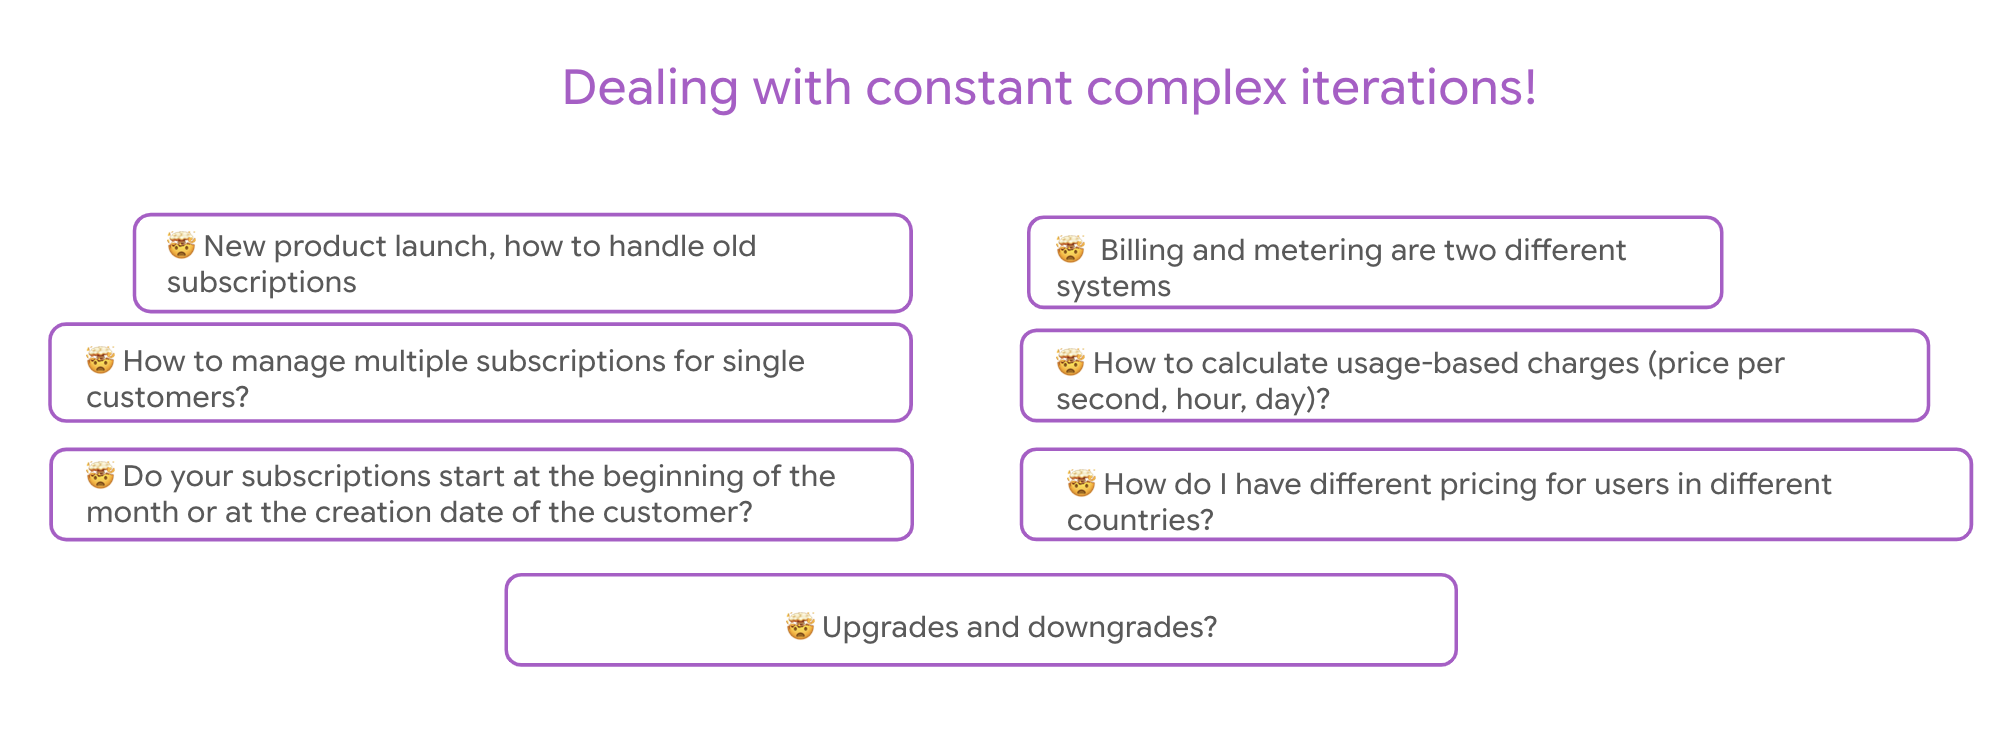 Dealing with constant complex iterations!
🤯 New product launch, how to handle old
subscriptions
🤯 How to manage multiple subscriptions for single
customers?
🤯 Do your subscriptions start at the beginning of the
month or at the creation date of the customer?
🤯 Billing and metering are two different
systems
🤯 How to calculate usage-based charges (price per
second, hour, day)?
🤯 How do I have different pricing for users in different
countries?
🤯 Upgrades and downgrades?